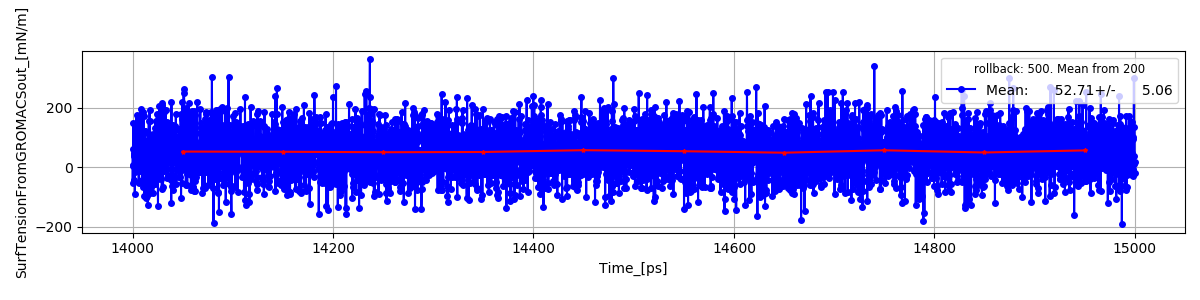 SurfTensionFromGROMACSout_[mN/m]
200
0
−200
rollback: 500. Mean from 200
Mean: 52.71+/- 5.06
14000 14200 14400 14600 14800 15000
Time_[ps]